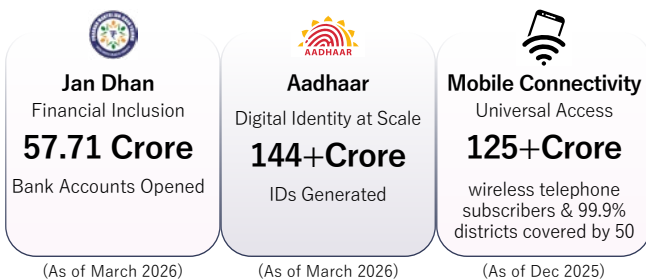 Jan Dhan
Financial Inclusion
57.71 Crore
Bank Accounts Opened
(As of March 2026)
AADHAAR
Aadhaar
Digital Identity at Scale
144+Crore
IDs Generated
(As of March 2026)
Mobile Connectivity
Universal Access
125+Crore
wireless telephone
subscribers & 99.9%
districts covered by 50
(As of Dec 2025)